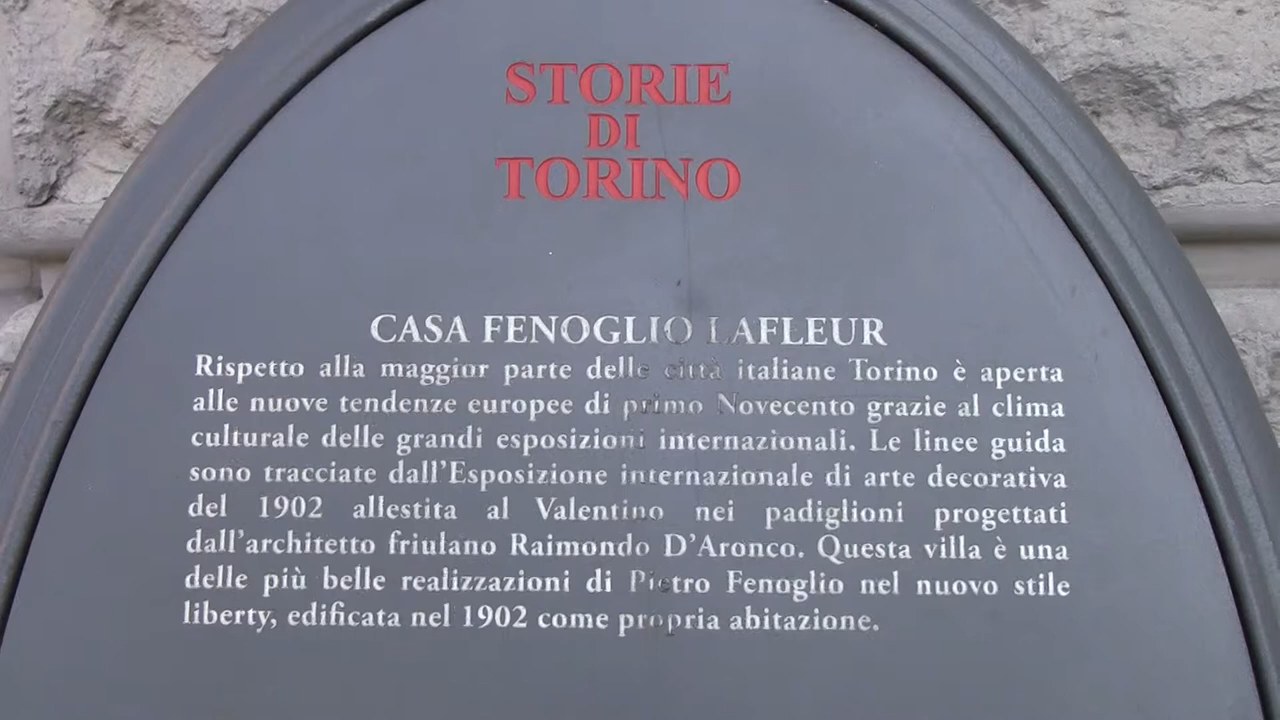 STORIE
DI
TORINO
CASA FENOGLIO LAFLEUR
Rispetto alla maggior parte delle città italiane Torino è aperta
alle nuove tendenze europee di primo Novecento grazie al clima
culturale delle grandi esposizioni internazionali. Le linee guida
sono tracciate dall'Esposizione internazionale di arte decorativa
del 1902 allestita al Valentino nei padiglioni progettati
dall'architetto friulano Raimondo D'Aronco. Questa villa è una
delle più belle realizzazioni di Pietro Fenoglio nel nuovo stile
liberty, edificata nel 1902 come propria abitazione.